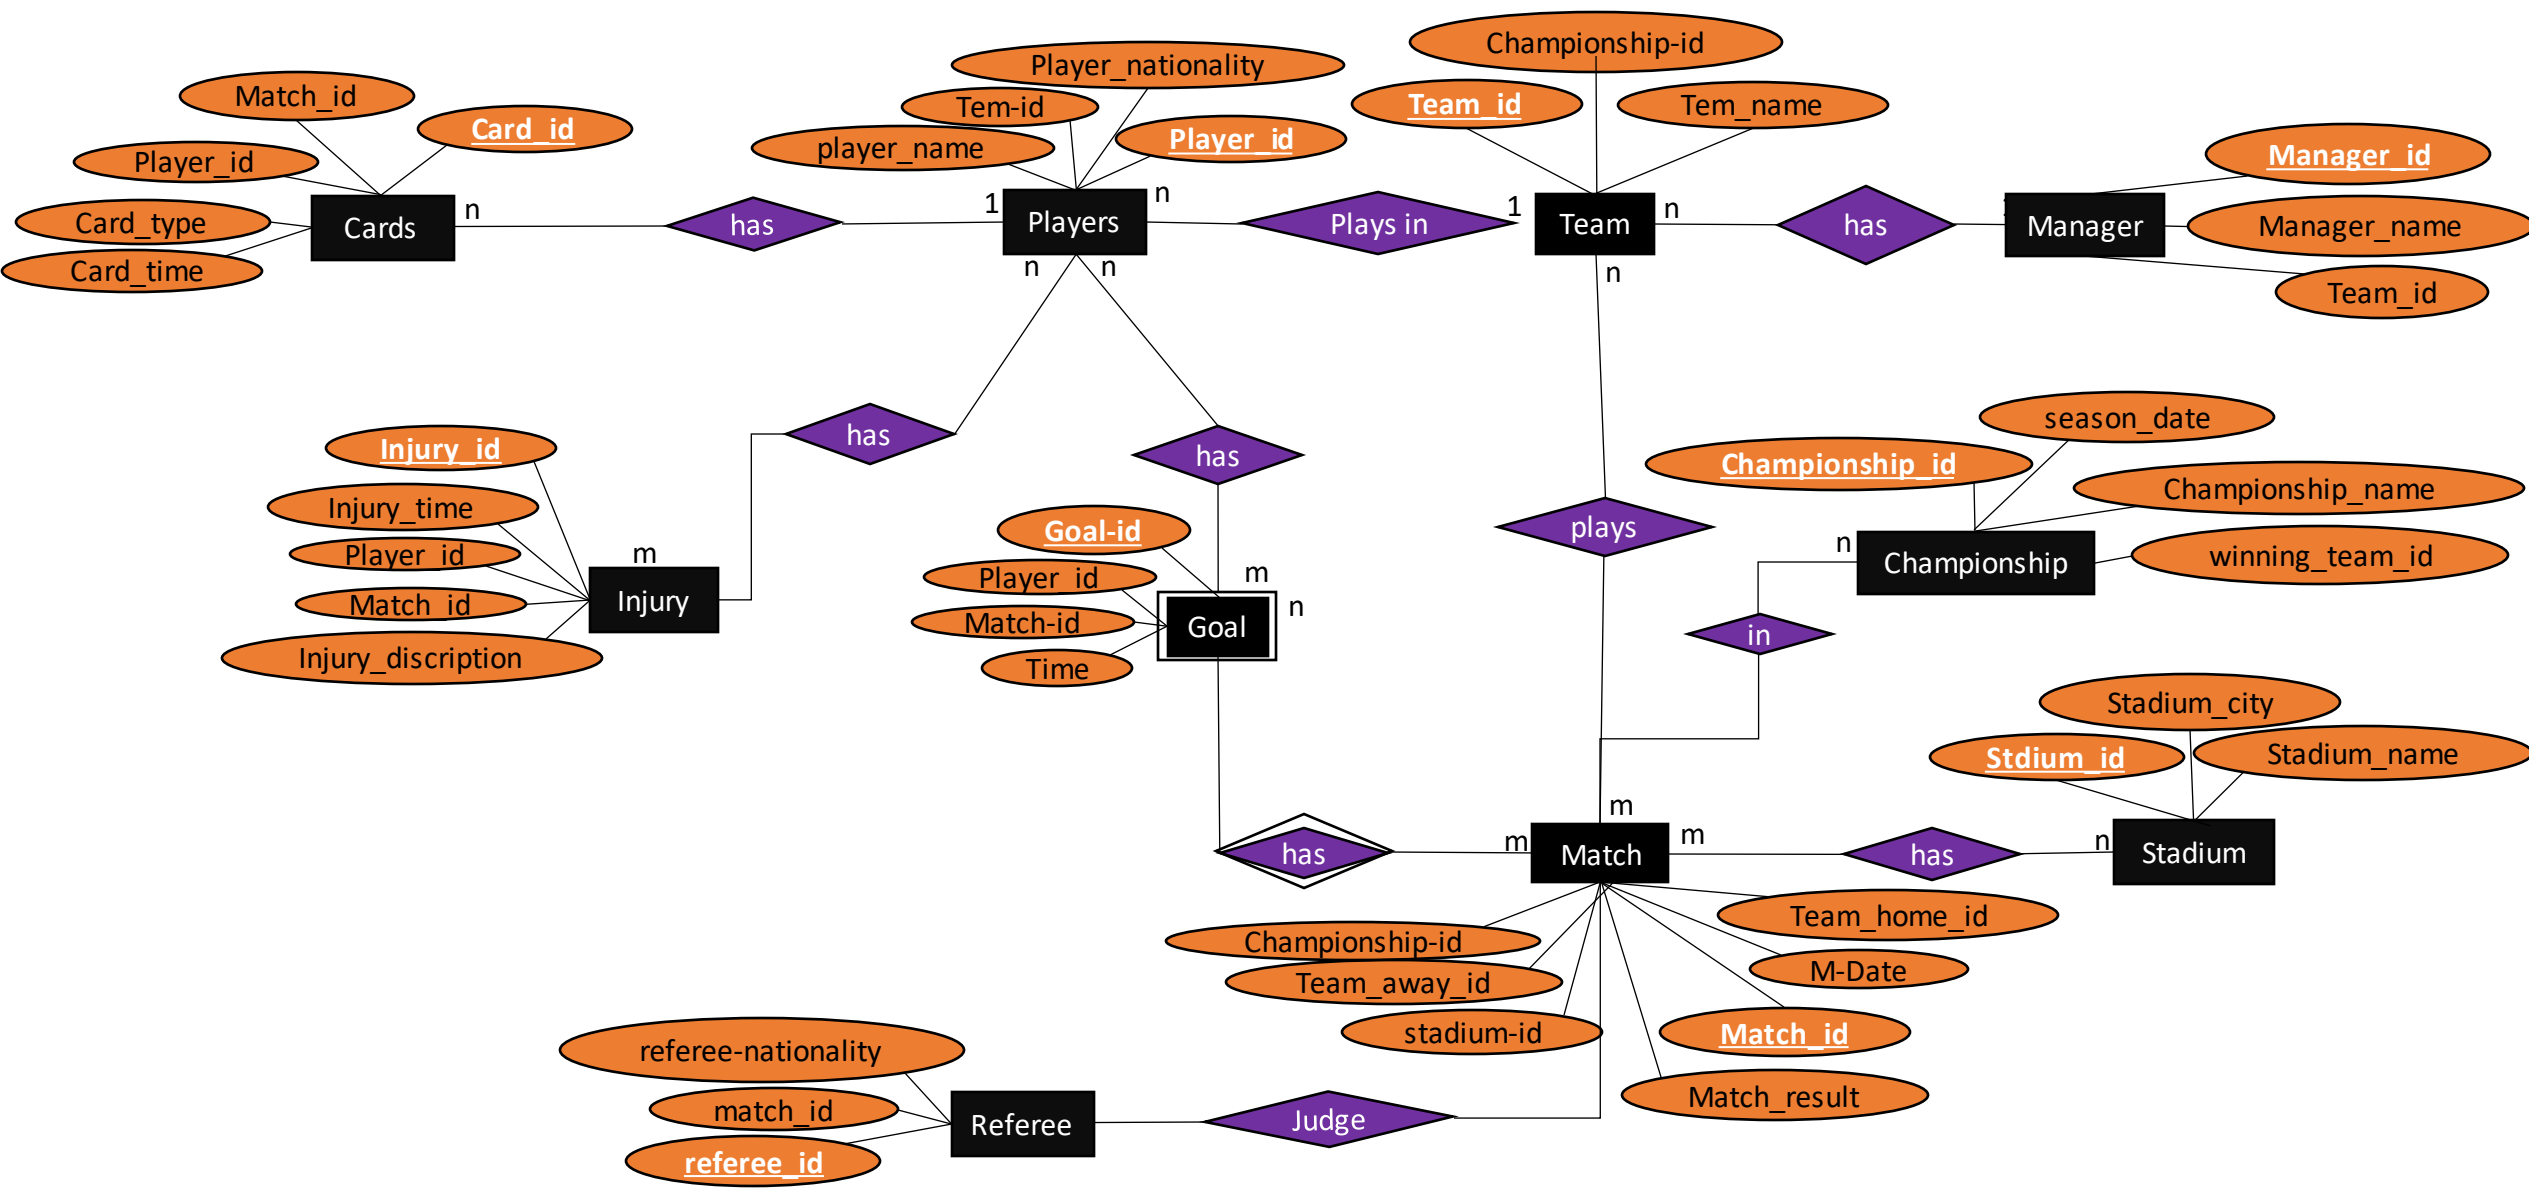 Championship-id
Player_nationality
Match_id
Tem-id
Team_id
Tem_name
Card_id
player_name
Player_id
Manager_id
Player_id
n
1
n
1
n
Card_type
Cards
has
Players
Plays in
Team
has
Manager
Manager_name
Card_time
n
n
n
Team_id
season_date
has
has
Injury_id
Championship_id
Championship_name
Injury_time
Goal-id
plays
Player_id
m
n
winning_team_id
Championship
Player_id
m
Match_id
Injury
n
Match-id
Goal
in
Injury_discription
Time
Stadium_city
Stdium_id
Stadium_name
m
m
m
n
has
Match
has
Stadium
Team_home_id
Championship-id
M-Date
Team_away_id
stadium-id
Match_id
referee-nationality
Match_result
match_id
Referee
Judge
referee_id